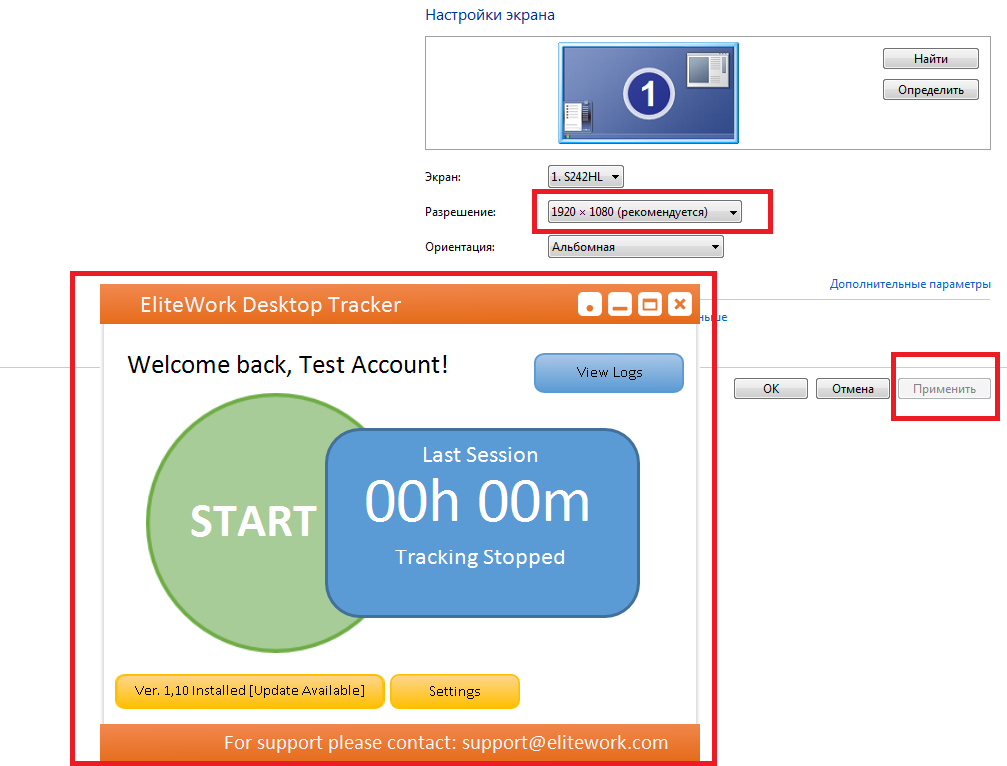 Настройки экрана
1
Найти
Определить
Экран: 1. S242HL
Разрешение: 1920 × 1080 (рекомендуется)
Ориентация: Альбомная
Дополнительные параметры
ньше
OK Отмена Применить
EliteWork Desktop Tracker
Welcome back, Test Account!
View Logs
START
Last Session
00h 00m
Tracking Stopped
Ver. 1,10 Installed [Update Available] Settings
For support please contact: support@elitework.com